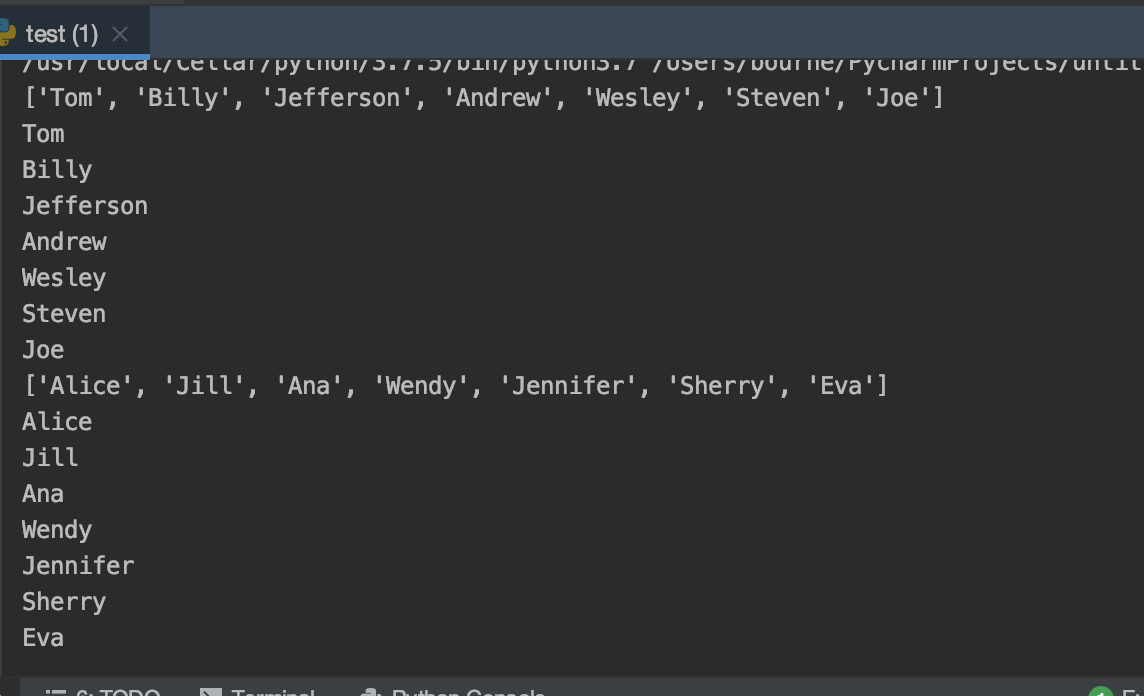 test (1)
/usr/local/Cellar/python/3.7.5/bin/python3.7 /Users/bourne/PycharmProjects/untit
['Tom', 'Billy', 'Jefferson', 'Andrew', 'Wesley', 'Steven', 'Joe']
Tom
Billy
Jefferson
Andrew
Wesley
Steven
Joe
['Alice', 'Jill', 'Ana', 'Wendy', 'Jennifer', 'Sherry', 'Eva']
Alice
Jill
Ana
Wendy
Jennifer
Sherry
Eva
6: TODO Terminal Python Console 1